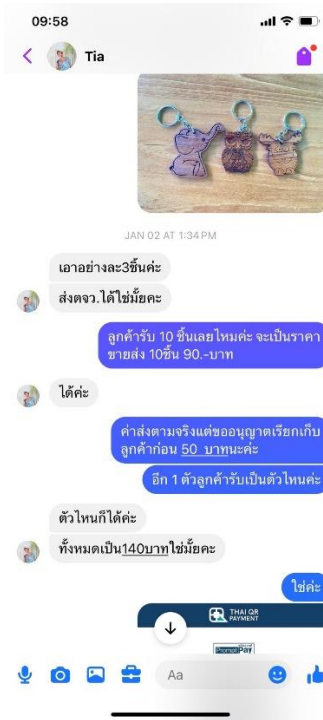 09:58
Tia
JAN 02 AT 1:34 PM
เอาอย่างละ3ชิ้นค่ะ
ส่งตจว.ได้ใช่มั้ยคะ
ลูกค้ารับ 10 ชิ้นเลยไหมค่ะ จะเป็นราคา
ขายส่ง 10ชิ้น 90.-บาท
ได้ค่ะ
ค่าส่งตามจริงแต่ขออนุญาตเรียกเก็บ
ลูกค้าก่อน 50 บาทนะค่ะ
อีก 1 ตัวลูกค้ารับเป็นตัวไหนค่ะ
ตัวไหนก็ได้ค่ะ
ทั้งหมดเป็น140บาทใช่มั้ยคะ
ใช่ค่ะ
THAI QR
PAYMENT
PromptPay
Aa